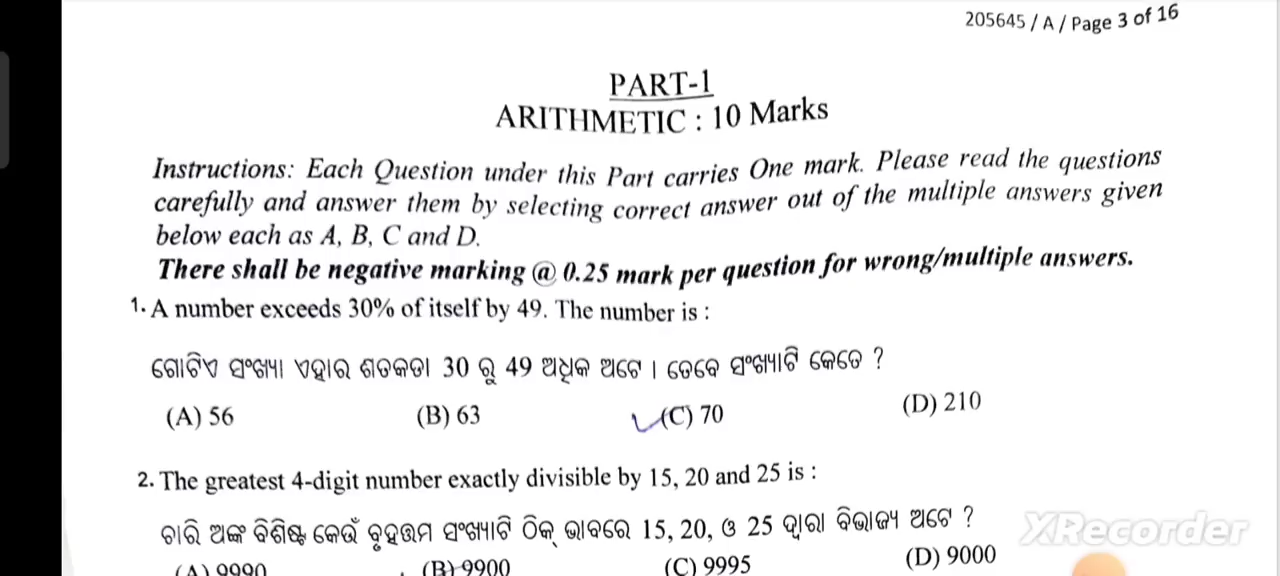 205645 / A / Page 3 of 16
PART-1
ARITHMETIC : 10 Marks
Instructions: Each Question under this Part carries One mark. Please read the questions
carefully and answer them by selecting correct answer out of the multiple answers given
below each as A, B, C and D.
There shall be negative marking @ 0.25 mark per question for wrong/multiple answers.
1. A number exceeds 30% of itself by 49. The number is :
ଗୋଟିଏ ସଂଖ୍ୟା ଏହାର ଶତକଡା 30 ରୁ 49 ଅଧିକ ଅଟେ । ତେବେ ସଂଖ୍ୟାଟି କେତେ ?
(A) 56 (B) 63 (C) 70 (D) 210
2. The greatest 4-digit number exactly divisible by 15, 20 and 25 is :
ଚାରି ଅଙ୍କ ବିଶିଷ୍ଟ କେଉଁ ବୃହତ୍ତମ ସଂଖ୍ୟାଟି ଠିକ୍ ଭାବରେ 15, 20, ଓ 25 ଦ୍ୱାରା ବିଭାଜ୍ୟ ଅଟେ ?
(A) 9990 (B) 9900 (C) 9995 (D) 9000
XRecorder